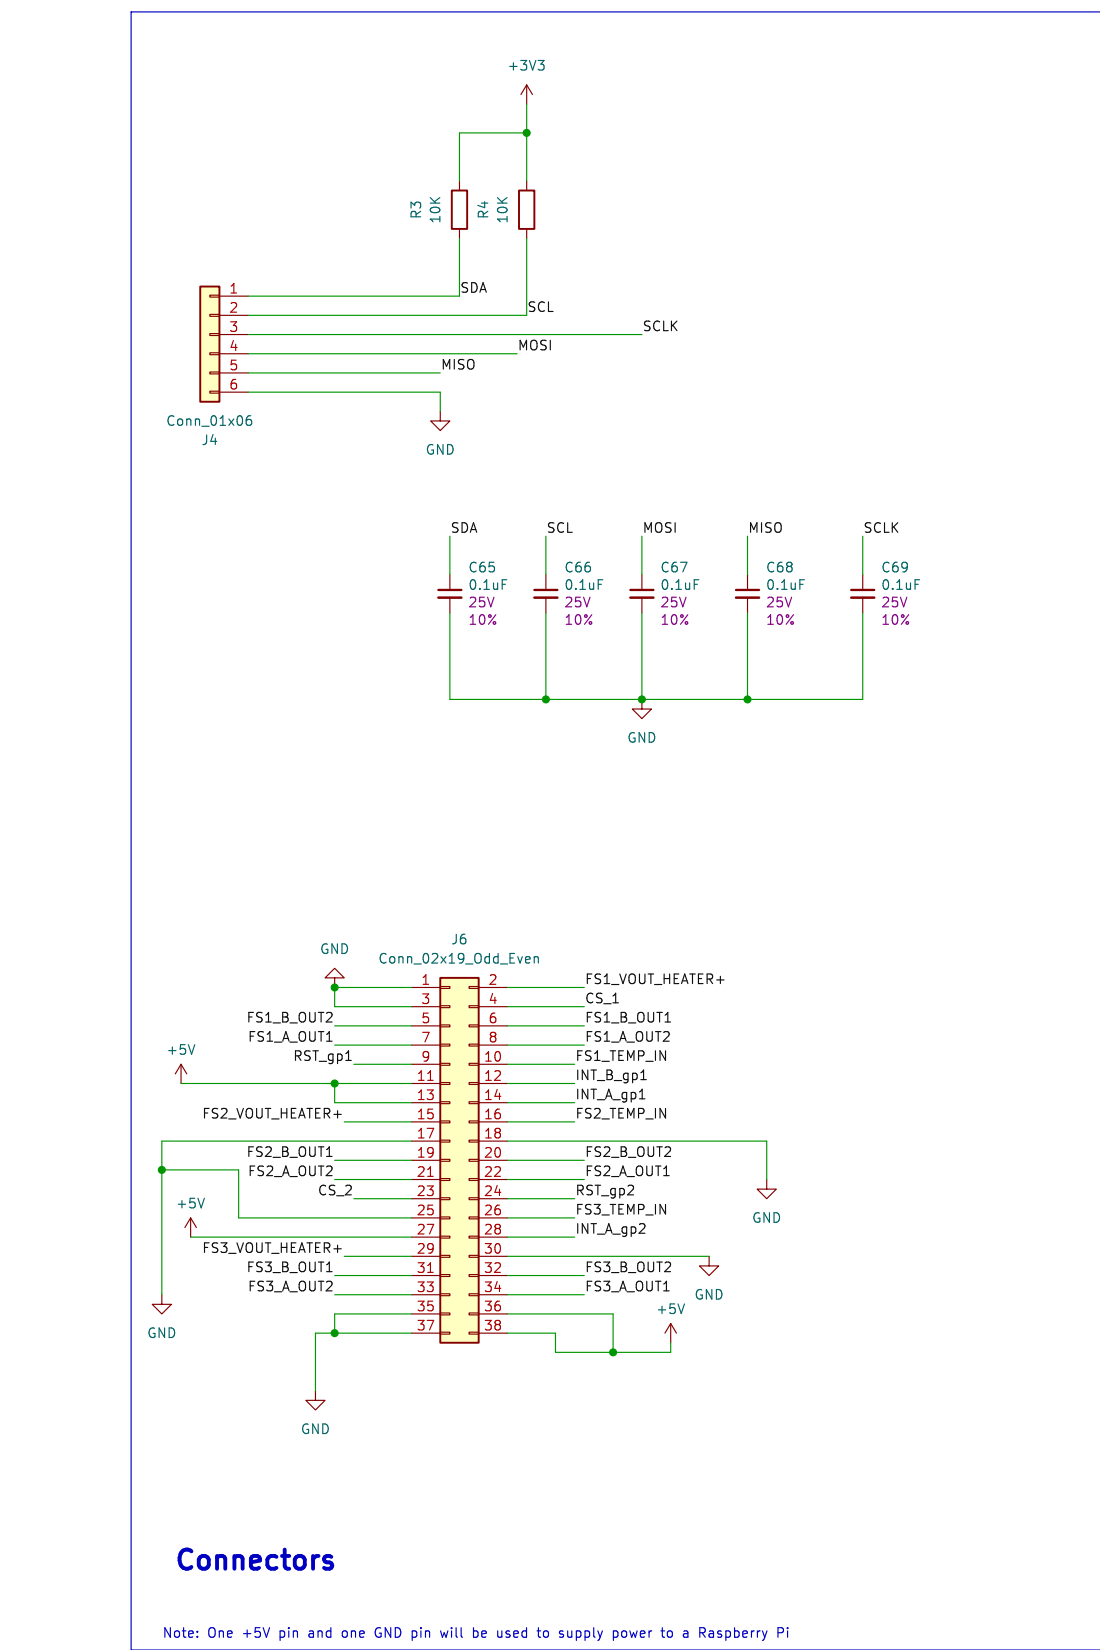 +3V3
R3
10K
R4
10K
SDA
1
SCL
2
SCLK
3
MOSI
4
MISO
5
6
Conn_01x06
J4
GND
SDA
SCL
MOSI
MISO
SCLK
C65
0.1uF
25V
10%
C66
0.1uF
25V
10%
C67
0.1uF
25V
10%
C68
0.1uF
25V
10%
C69
0.1uF
25V
10%
GND
J6
Conn_02x19_Odd_Even
GND
1 2 FS1_VOUT_HEATER+
3 4 CS_1
FS1_B_OUT2 5 6 FS1_B_OUT1
FS1_A_OUT1 7 8 FS1_A_OUT2
RST_gp1 9 10 FS1_TEMP_IN
+5V
11 12 INT_B_gp1
13 14 INT_A_gp1
FS2_VOUT_HEATER+ 15 16 FS2_TEMP_IN
17 18
FS2_B_OUT1 19 20 FS2_B_OUT2
FS2_A_OUT2 21 22 FS2_A_OUT1
CS_2 23 24 RST_gp2
+5V
25 26 FS3_TEMP_IN
GND
27 28 INT_A_gp2
FS3_VOUT_HEATER+ 29 30
FS3_B_OUT1 31 32 FS3_B_OUT2
FS3_A_OUT2 33 34 FS3_A_OUT1
GND
35 36
+5V
37 38
GND
GND
Connectors
Note: One +5V pin and one GND pin will be used to supply power to a Raspberry Pi